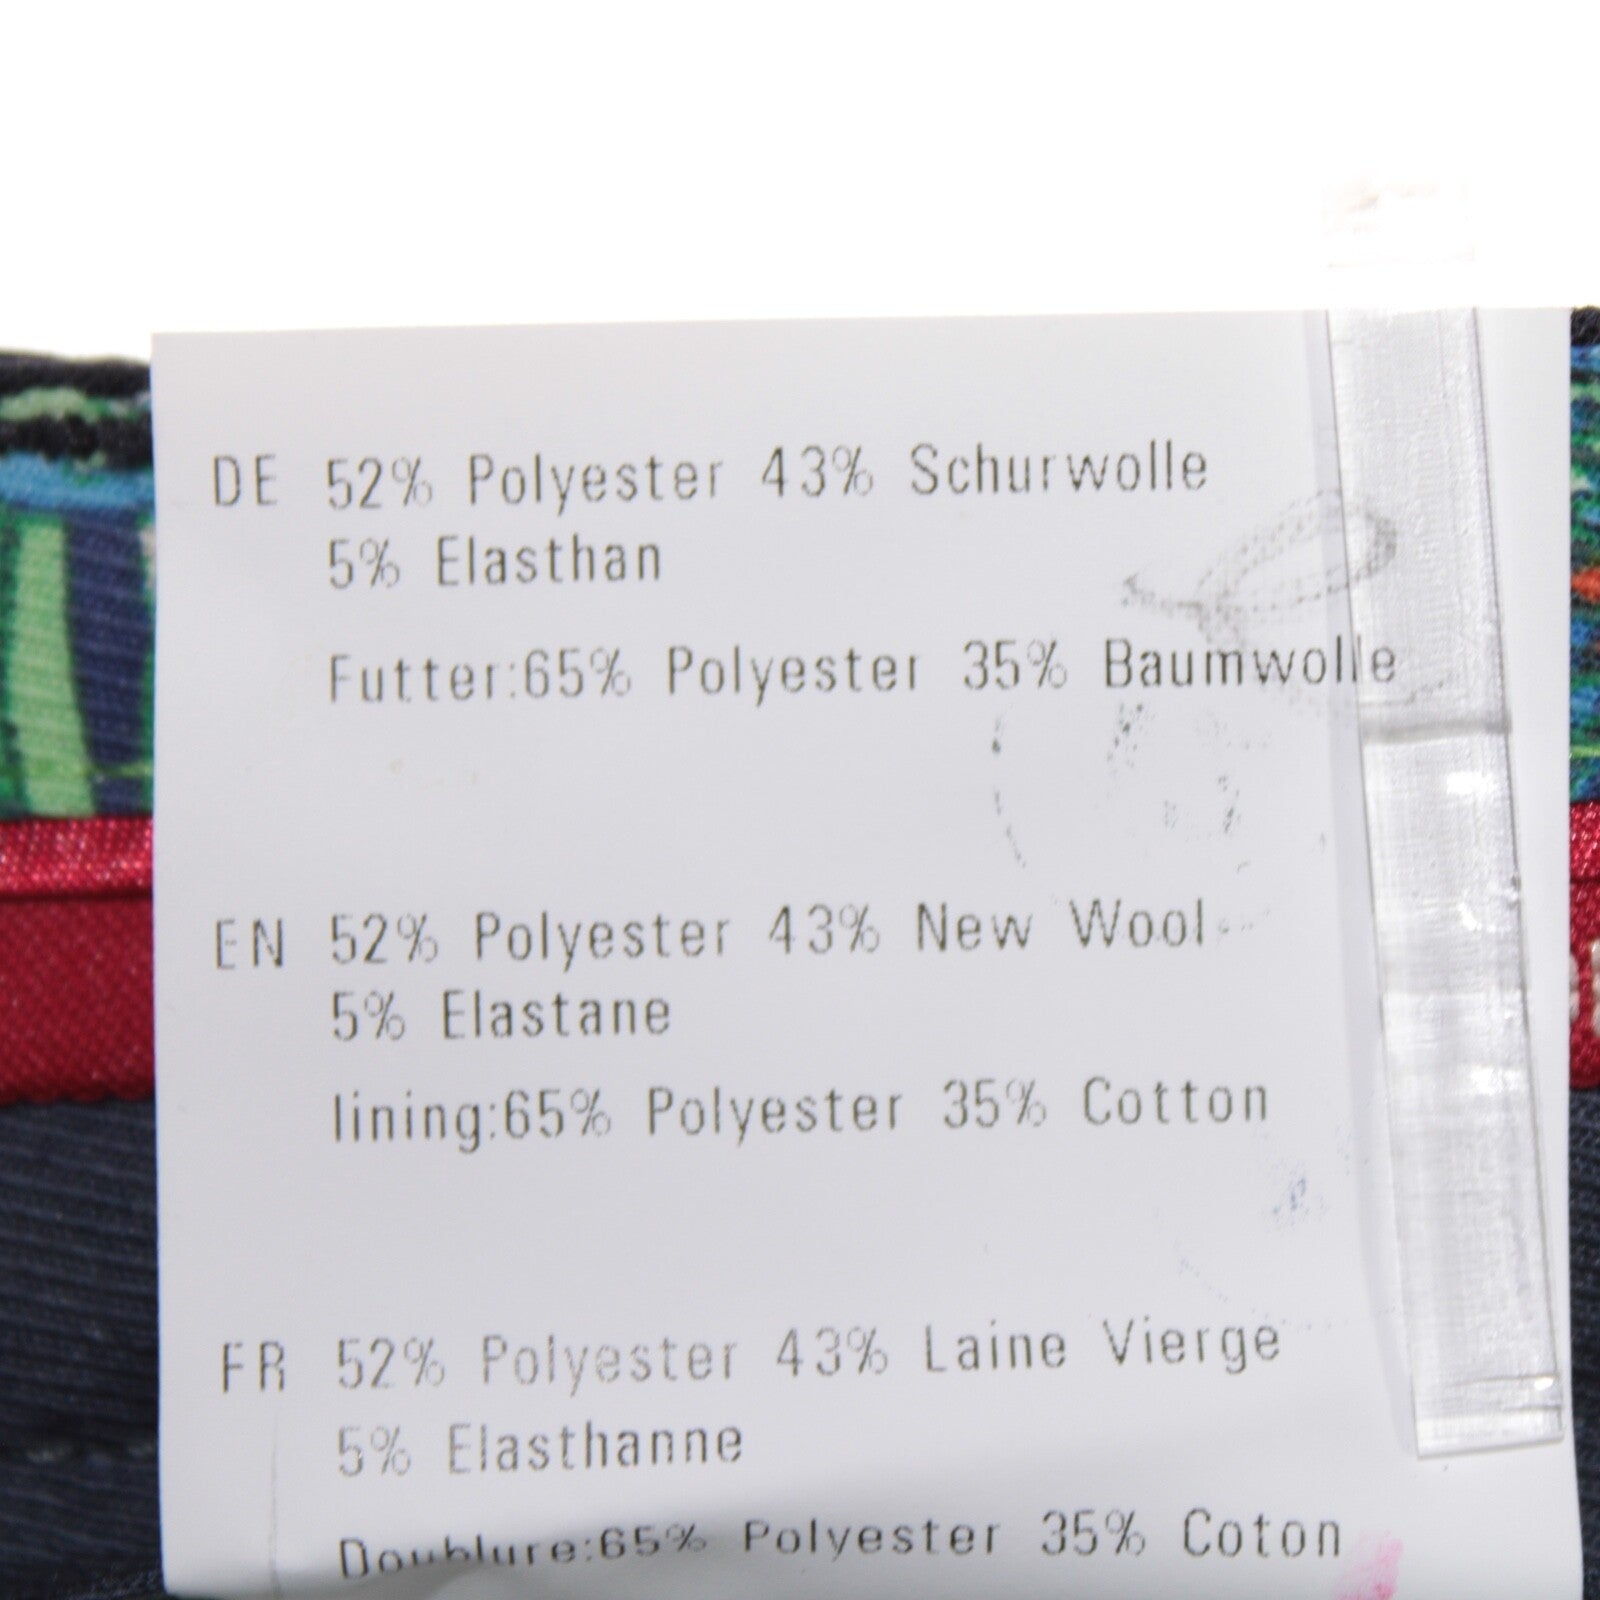 DE 52% Polyester 43% Schurwolle
5% Elasthan
Futter:65% Polyester 35% Baumwolle
EN 52% Polyester 43% New Wool
5% Elastane
lining:65% Polyester 35% Cotton
FR 52% Polyester 43% Laine Vierge
5% Elasthanne
Doublure:65% Polyester 35% Coton